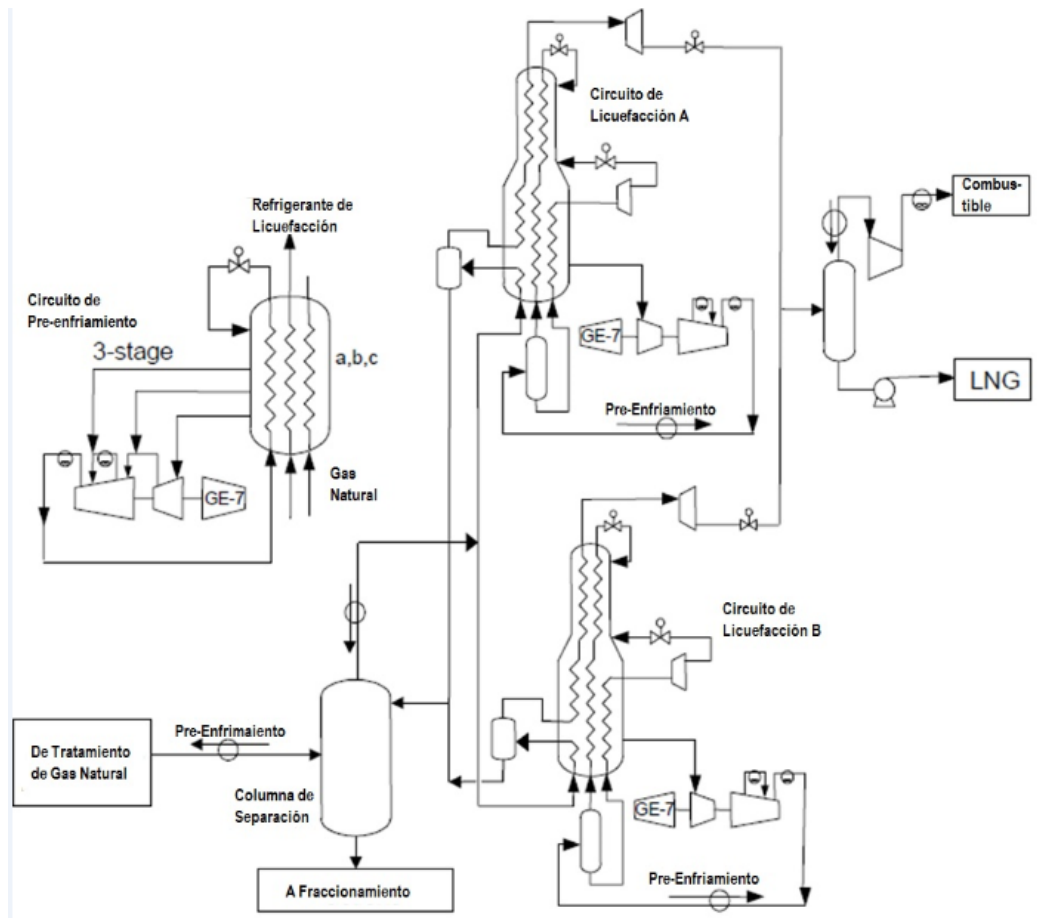 Circuito de
Licuefacción A
Combus-
tible
Refrigerante de
Licuefacción
Circuito de
Pre-enfriamiento
3-stage
a,b,c
GE-7
LNG
Pre-Enfriamiento
Gas
Natural
GE-7
Circuito de
Licuefacción B
Pre-Enfrimaiento
De Tratamiento
de Gas Natural
Columna de
Separación
GE-7
Pre-Enfriamiento
A Fraccionamiento